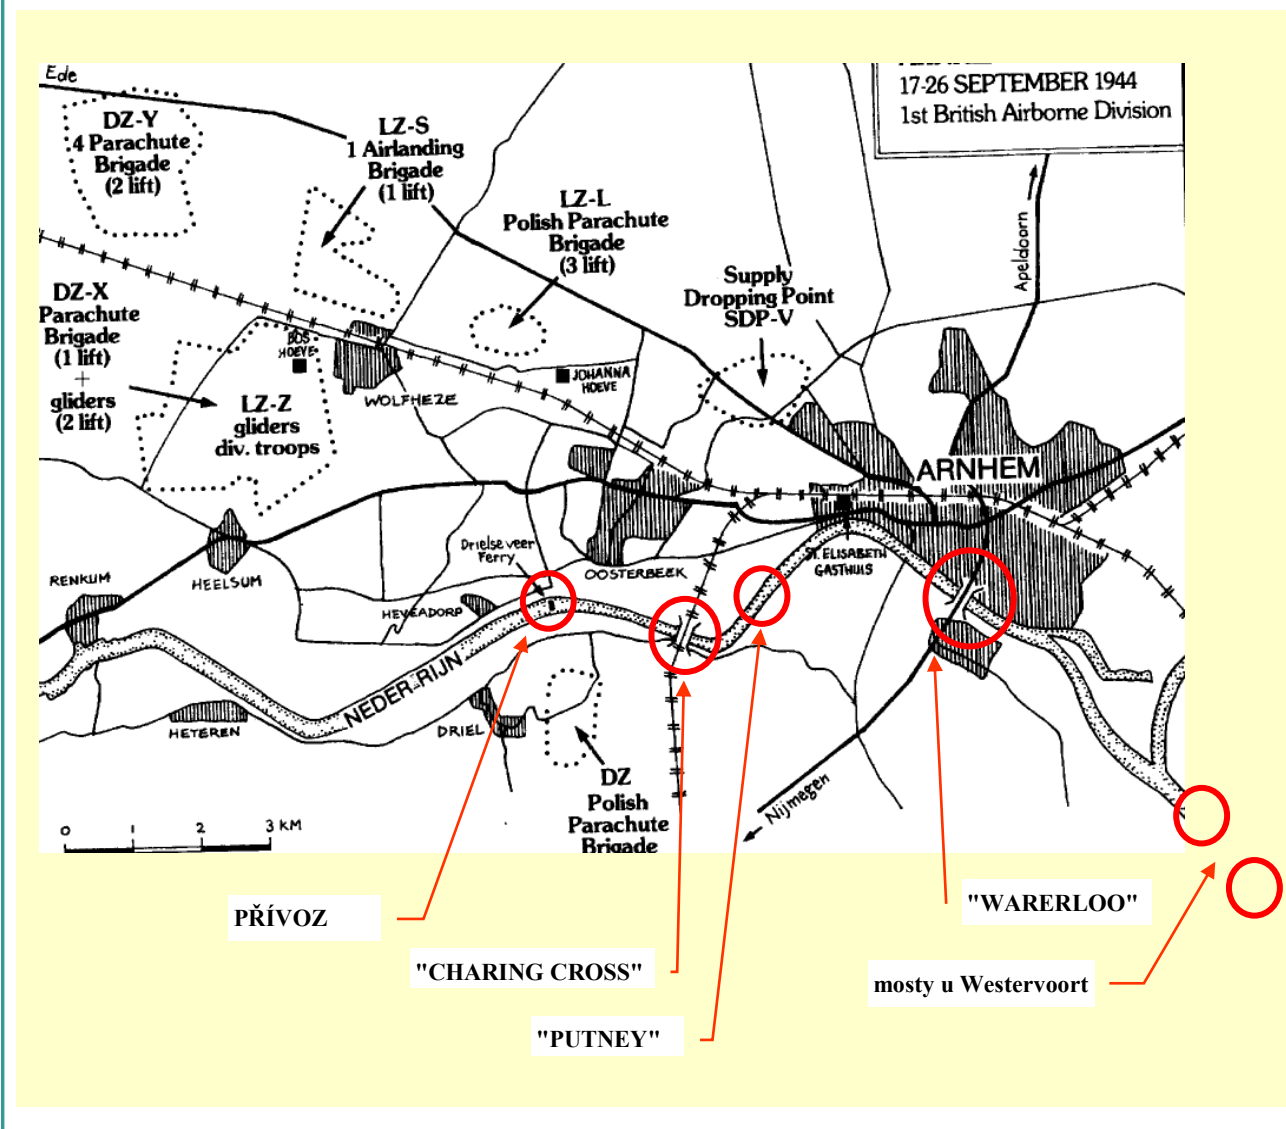 Ede
17-26 SEPTEMBER 1944
1st British Airborne Division
DZ-Y
4 Parachute
Brigade
(2 lift)
LZ-S
1 Airlanding
Brigade
(1 lift)
LZ-L
Polish Parachute
Brigade
(3 lift)
Supply
Dropping Point
SDP-V
Apeldoorn
DZ-X
Parachute
Brigade
(1 lift)
+
gliders
(2 lift)
BOS
HOEVE
LZ-Z
gliders
div. troops
WOLFHEZE
JOHANNA
HOEVE
ARNHEM
Drielse veer
Ferry
ST. ELISABETH
GASTHUIS
OOSTERBEEK
RENKUM
HEELSUM
HEVEADORP
NEDER-RIJN
HETEREN
DRIEL
DZ
Polish
Parachute
Brigade
Nijmegen
0 1 2 3 KM
PŘÍVOZ
"WARERLOO"
"CHARING CROSS"
mosty u Westervoort
"PUTNEY"